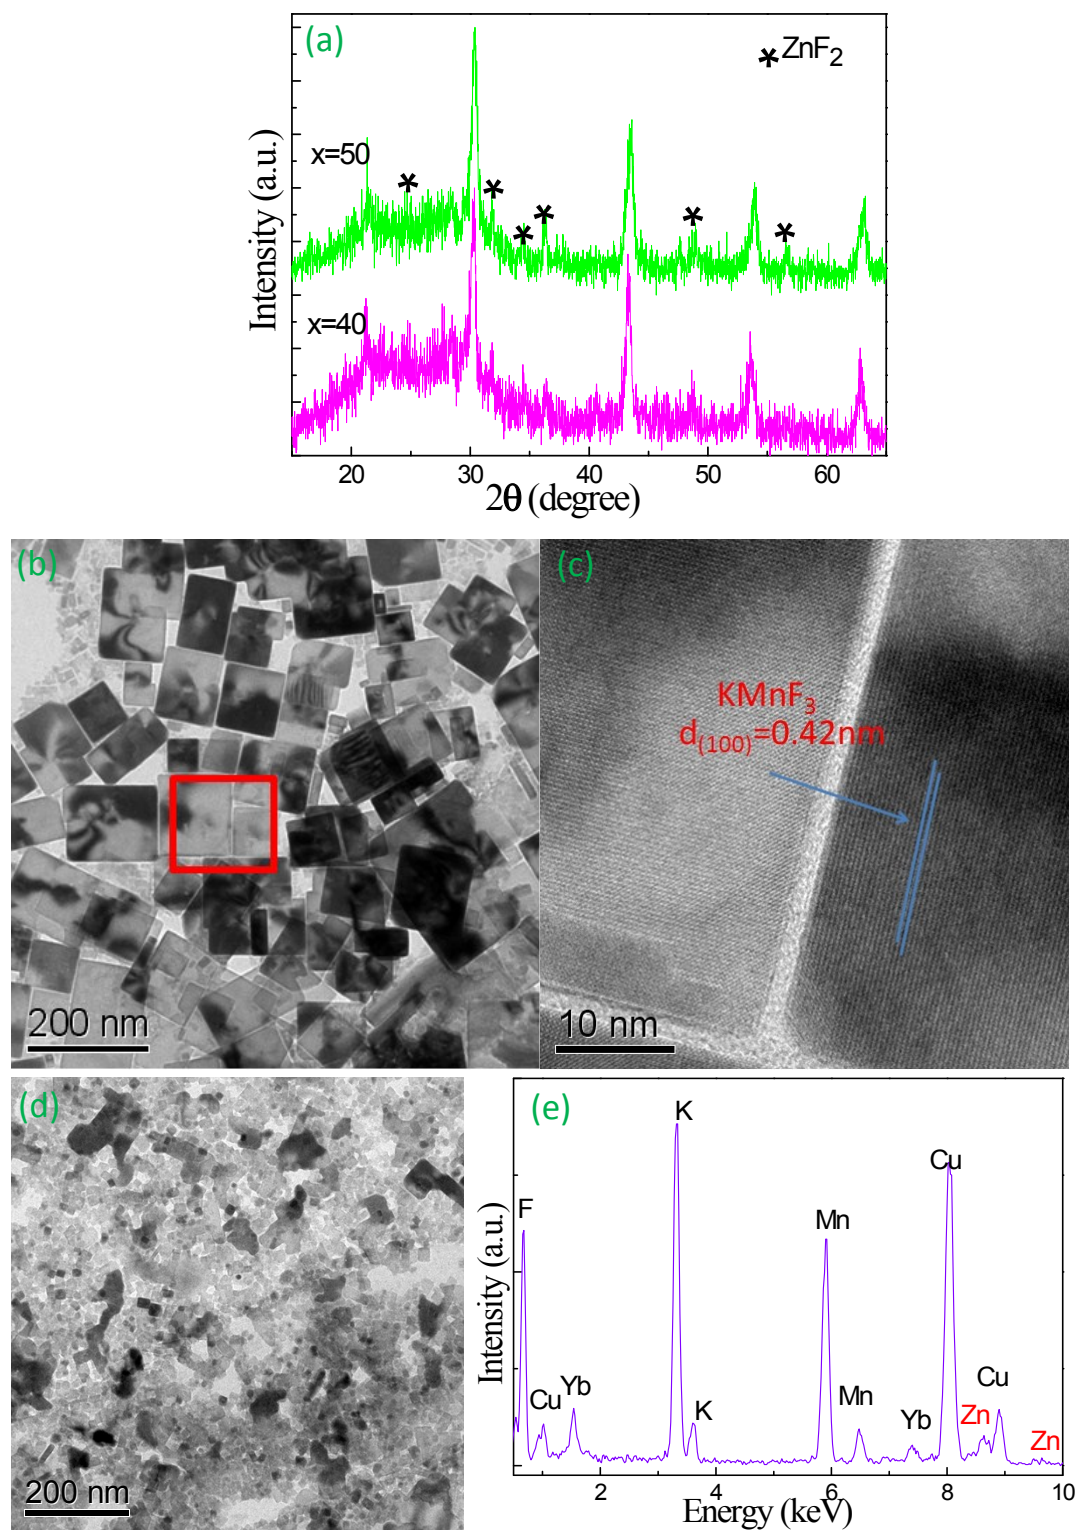 (a)
* ZnF2
x=50
* * * * * *
x=40
Intensity (a.u.)
20 30 40 50 60
2θ (degree)
(b)
200 nm
(c)
KMnF3
d(100)=0.42nm
10 nm
(d)
200 nm
(e)
K
Cu
F
Mn
Cu Yb
K
Mn
Yb
Zn
Cu
Zn
Intensity (a.u.)
2 4 6 8 10
Energy (keV)